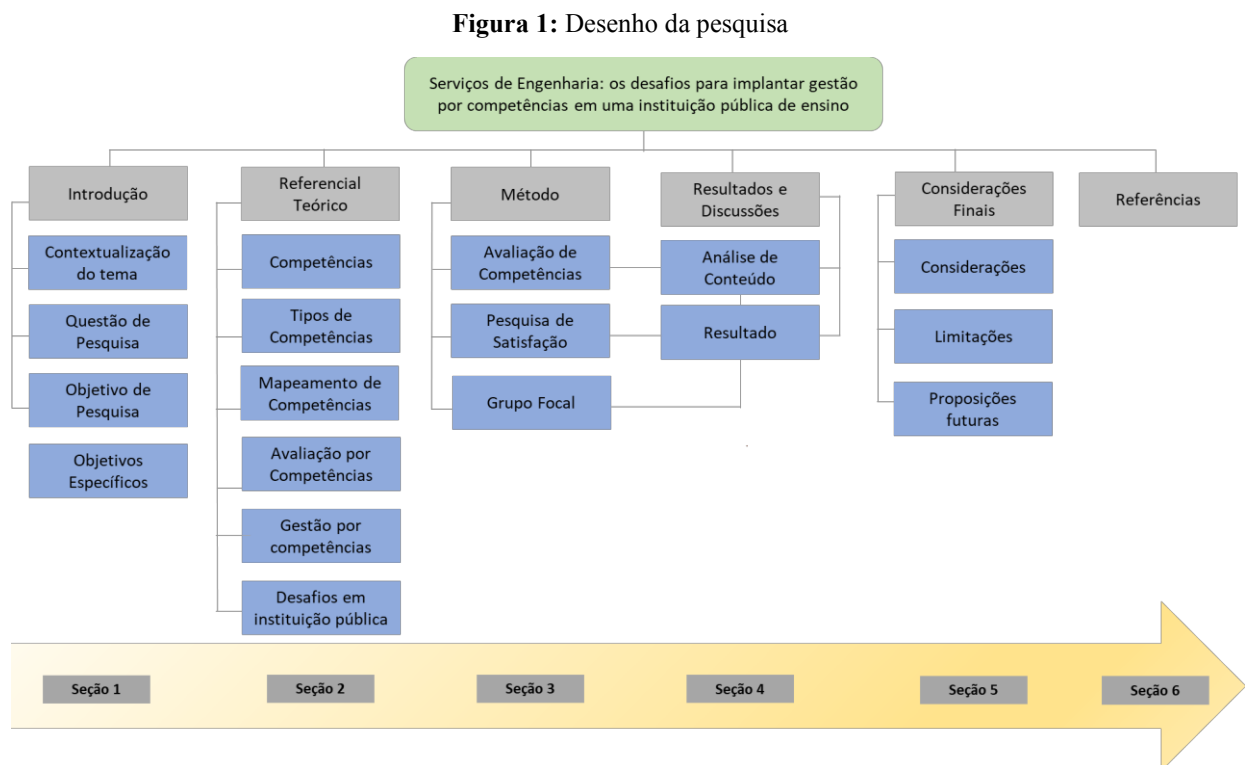 Figura 1: Desenho da pesquisa
Serviços de Engenharia: os desafios para implantar gestão
por competências em uma instituição pública de ensino
Introdução
Contextualização
do tema
Questão de
Pesquisa
Objetivo de
Pesquisa
Objetivos
Específicos
Referencial
Teórico
Competências
Tipos de
Competências
Mapeamento de
Competências
Avaliação por
Competências
Gestão por
competências
Desafios em
instituição pública
Método
Avaliação de
Competências
Pesquisa de
Satisfação
Grupo Focal
Resultados e
Discussões
Análise de
Conteúdo
Resultado
Considerações
Finais
Considerações
Limitações
Proposições
futuras
Referências
Seção 1
Seção 2
Seção 3
Seção 4
Seção 5
Seção 6